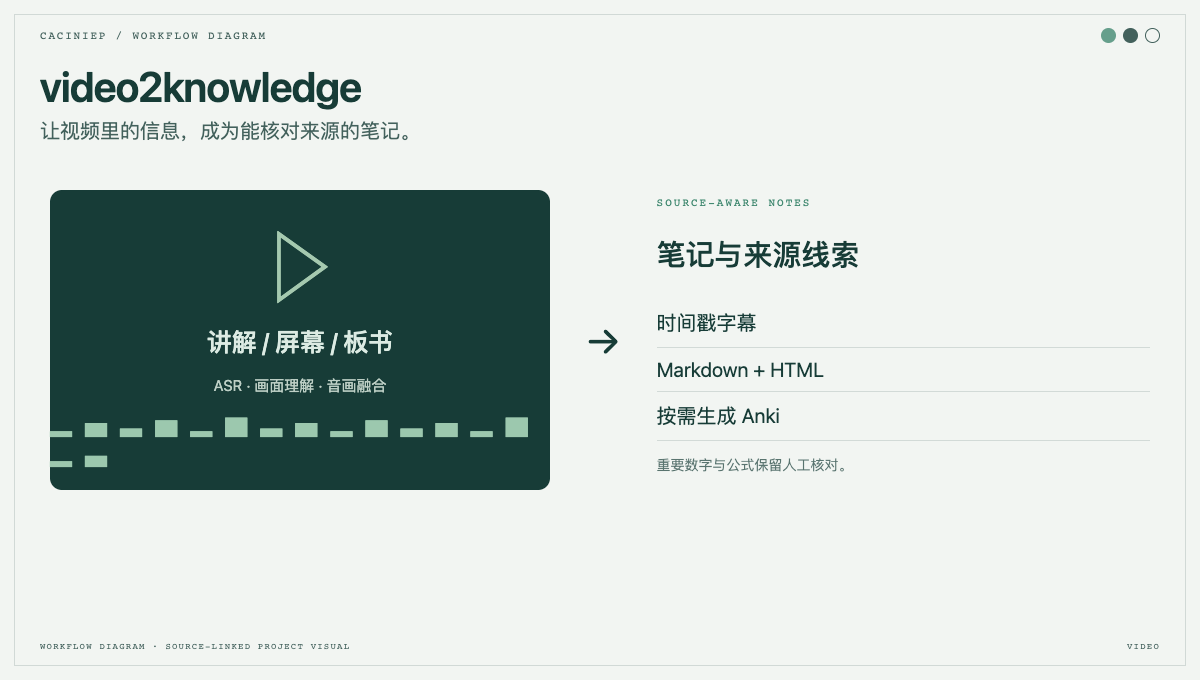 CACINIEP / WORKFLOW DIAGRAM
video2knowledge
让视频里的信息，成为能核对来源的笔记。
讲解 / 屏幕 / 板书
ASR · 画面理解 · 音画融合
SOURCE-AWARE NOTES
笔记与来源线索
时间戳字幕
Markdown + HTML
按需生成 Anki
重要数字与公式保留人工核对。
WORKFLOW DIAGRAM · SOURCE-LINKED PROJECT VISUAL
VIDEO